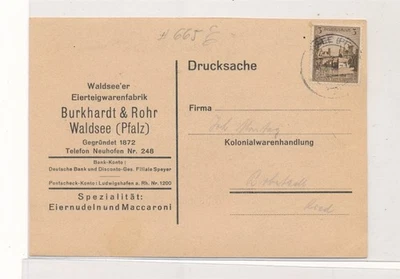 # 665 E
Drucksache
Waldsee'er
Eierteigwarenfabrik
Burkhardt & Rohr
Waldsee (Pfalz)
Gegründet 1872
Telefon Neuhofen Nr. 248
Bank-Konto:
Deutsche Bank und Disconto-Ges. Filiale Speyer
Postscheck-Konto: Ludwigshafen a. Rh. Nr. 1200
Spezialität:
Eiernudeln und Maccaroni
Firma
Kolonialwarenhandlung